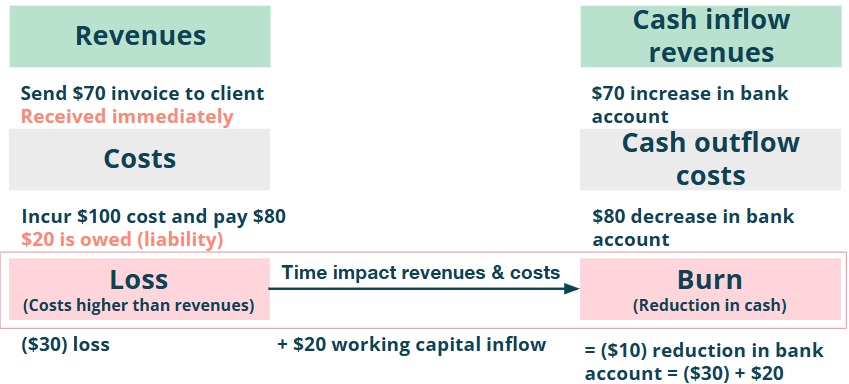 Revenues
Cash inflow
revenues
Send $70 invoice to client
Received immediately
$70 increase in bank
account
Costs
Cash outflow
costs
Incur $100 cost and pay $80
$20 is owed (liability)
$80 decrease in bank
account
Loss
(Costs higher than revenues)
Time impact revenues & costs
Burn
(Reduction in cash)
($30) loss
+ $20 working capital inflow
= ($10) reduction in bank
account = ($30) + $20